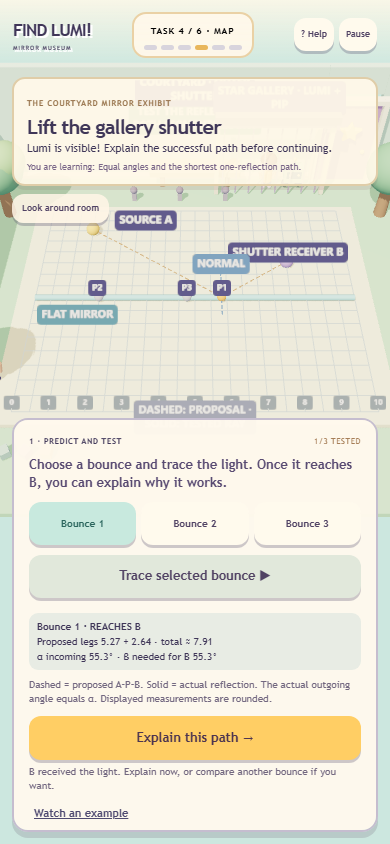 FIND LUMI!
MIRROR MUSEUM
TASK 4 / 6 • MAP
? Help
Pause
THE COURTYARD MIRROR EXHIBIT
Lift the gallery shutter
Lumi is visible! Explain the successful path before continuing.
You are learning: Equal angles and the shortest one-reflection path.
Look around room
SOURCE A
SHUTTER RECEIVER B
NORMAL
P2
P3
P1
FLAT MIRROR
0 1 2 3 4 5 6 7 8 9 10
DASHED: PROPOSAL ·
1 · PREDICT AND TEST
1/3 TESTED
Choose a bounce and trace the light. Once it reaches
B, you can explain why it works.
Bounce 1
Bounce 2
Bounce 3
Trace selected bounce ▶
Bounce 1 · REACHES B
Proposed legs 5.27 + 2.64 · total ≈ 7.91
α incoming 55.3° · β needed for B 55.3°
Dashed = proposed A-P-B. Solid = actual reflection. The actual outgoing
angle equals α. Displayed measurements are rounded.
Explain this path →
B received the light. Explain now, or compare another bounce if you
want.
Watch an example